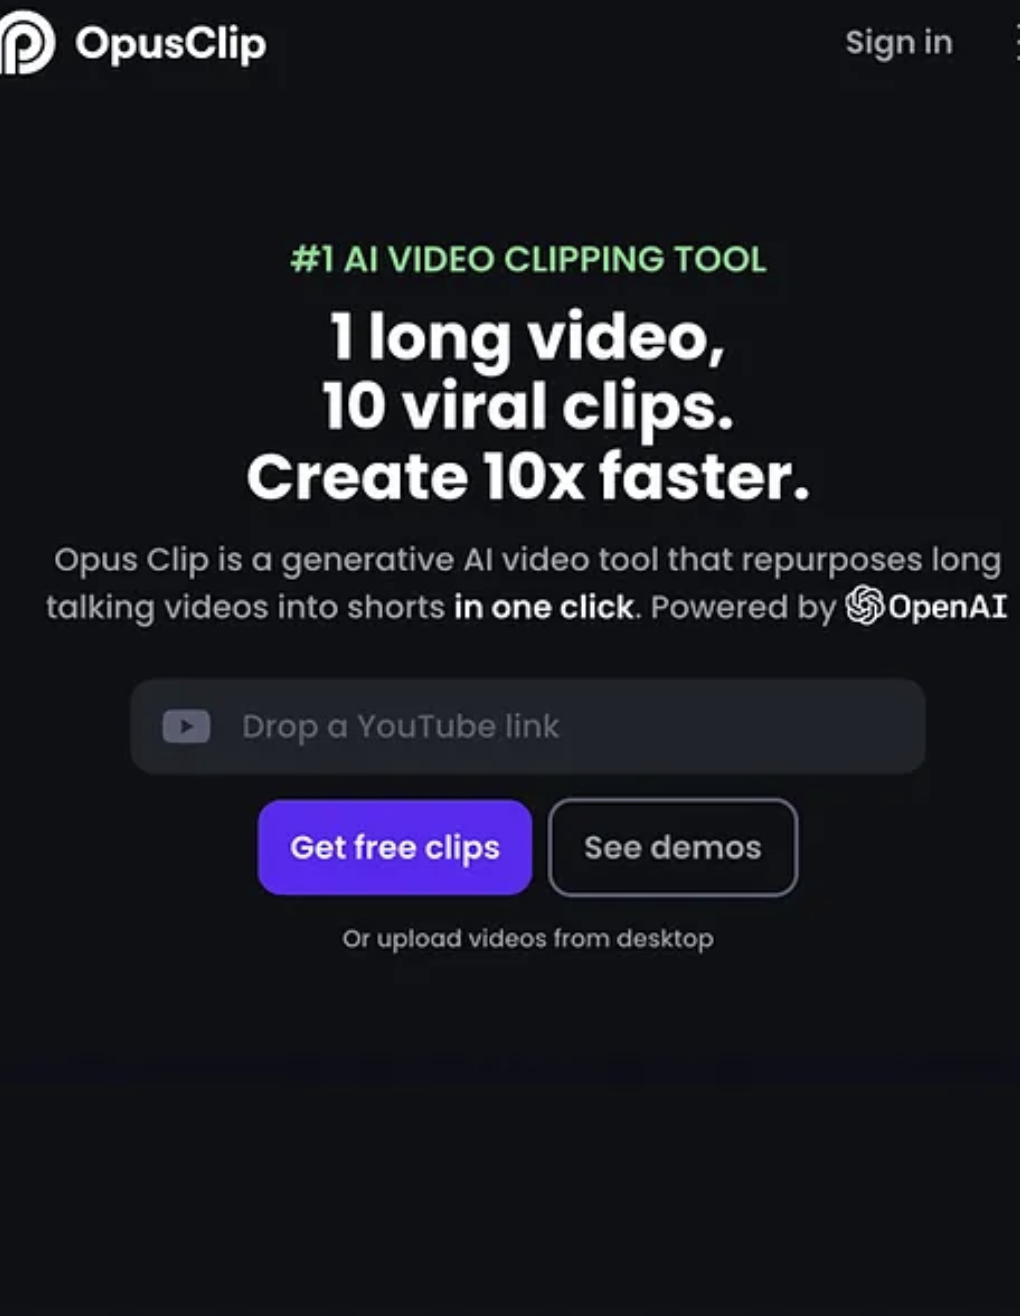 OpusClip
Sign in
#1 AI VIDEO CLIPPING TOOL
1 long video,
10 viral clips.
Create 10x faster.
Opus Clip is a generative AI video tool that repurposes long
talking videos into shorts in one click. Powered by OpenAI
Drop a YouTube link
Get free clips
See demos
Or upload videos from desktop